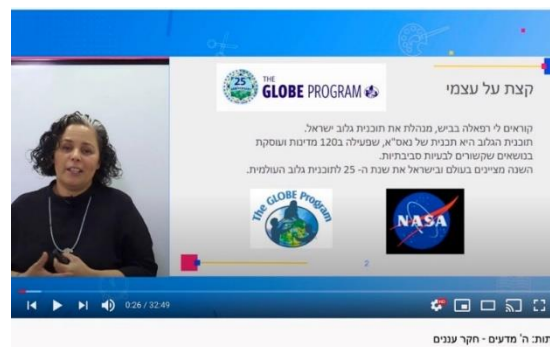 25
THE
GLOBE PROGRAM
קצת על עצמי
קוראים לי רפאלה בביש, מנהלת את תוכנית גלוב ישראל.
תוכנית הגלוב היא תכנית של נאס"א, שפעילה ב120 מדינות ועוסקת
בנושאים שקשורים לבעיות סביבתיות.
השנה מציינים בעולם ובישראל את שנת ה- 25 לתוכנית גלוב העולמית.
The GLOBE Program
NASA
2
0:26 / 32:49
תות: ה' מדעים - חקר עננים